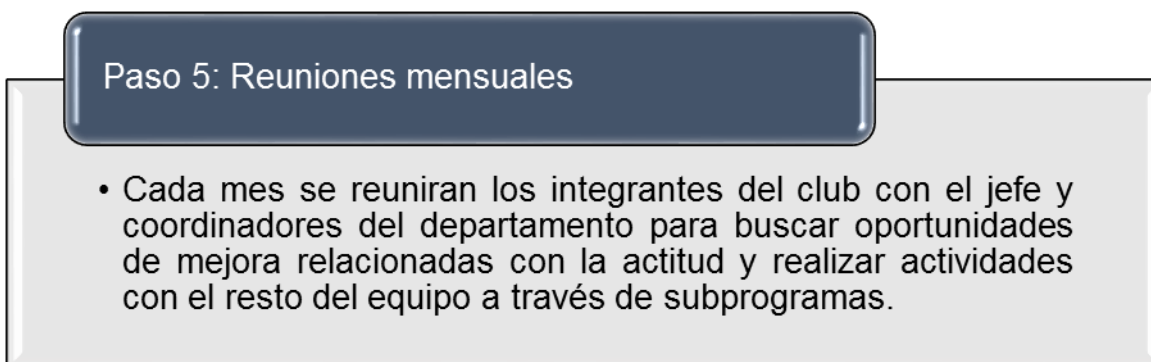 Paso 5: Reuniones mensuales
• Cada mes se reuniran los integrantes del club con el jefe y
coordinadores del departamento para buscar oportunidades
de mejora relacionadas con la actitud y realizar actividades
con el resto del equipo a través de subprogramas.